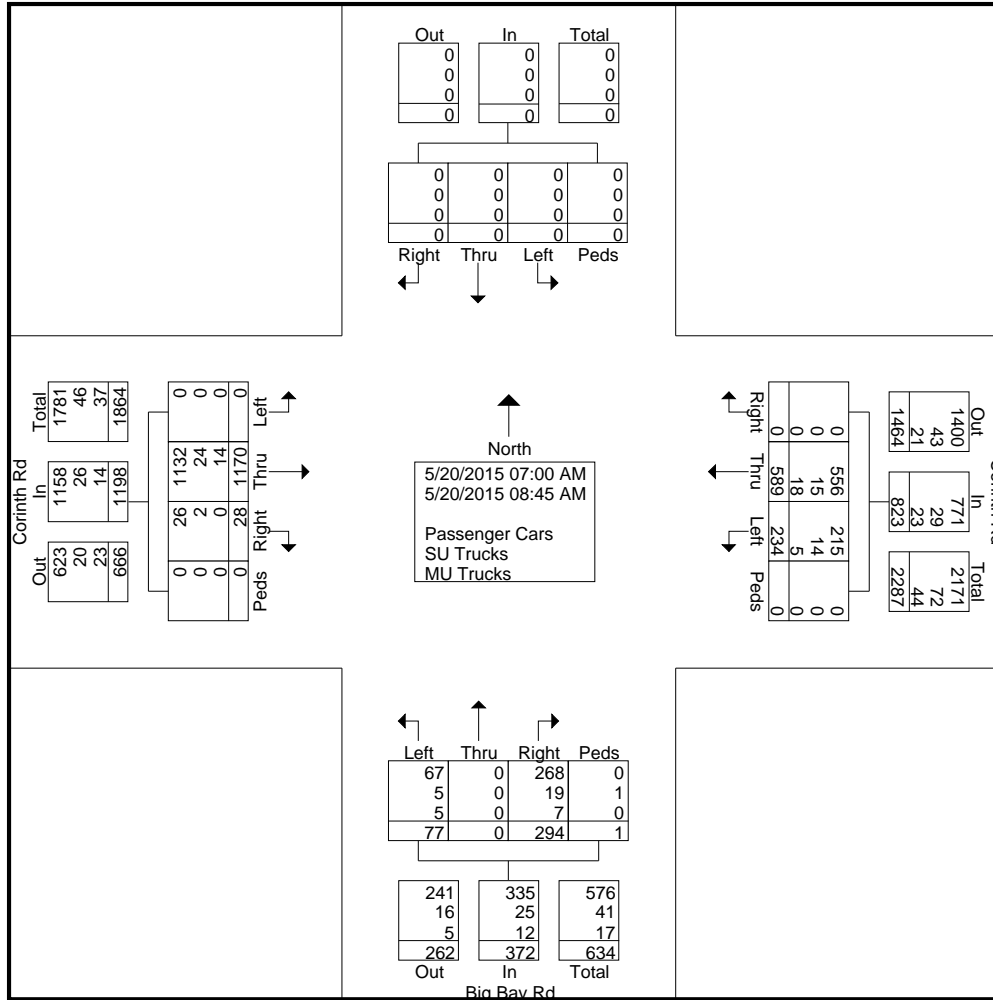 Out In Total
0 0 0
0 0 0
0 0 0
0 0 0
0 0 0 0
0 0 0 0
0 0 0 0
0 0 0 0
Right Thru Left Peds
Corinth Rd
Total In Out
1781 1158 623
46 26 20
37 14 23
1864 1198 666
0 1132 26 0
0 24 2 0
0 14 0 0
0 1170 28 0
Left Thru Right Peds
North
5/20/2015 07:00 AM
5/20/2015 08:45 AM
Passenger Cars
SU Trucks
MU Trucks
Right Thru Left Peds
0 589 234 0
0 18 5 0
0 15 14 0
0 556 215 0
Out In Total
1400 771 2171
43 29 72
21 23 44
1464 823 2287
Left Thru Right Peds
67 0 268 0
5 0 19 1
5 0 7 0
77 0 294 1
241 335 576
16 25 41
5 12 17
262 372 634
Out In Total
Big Bay Rd